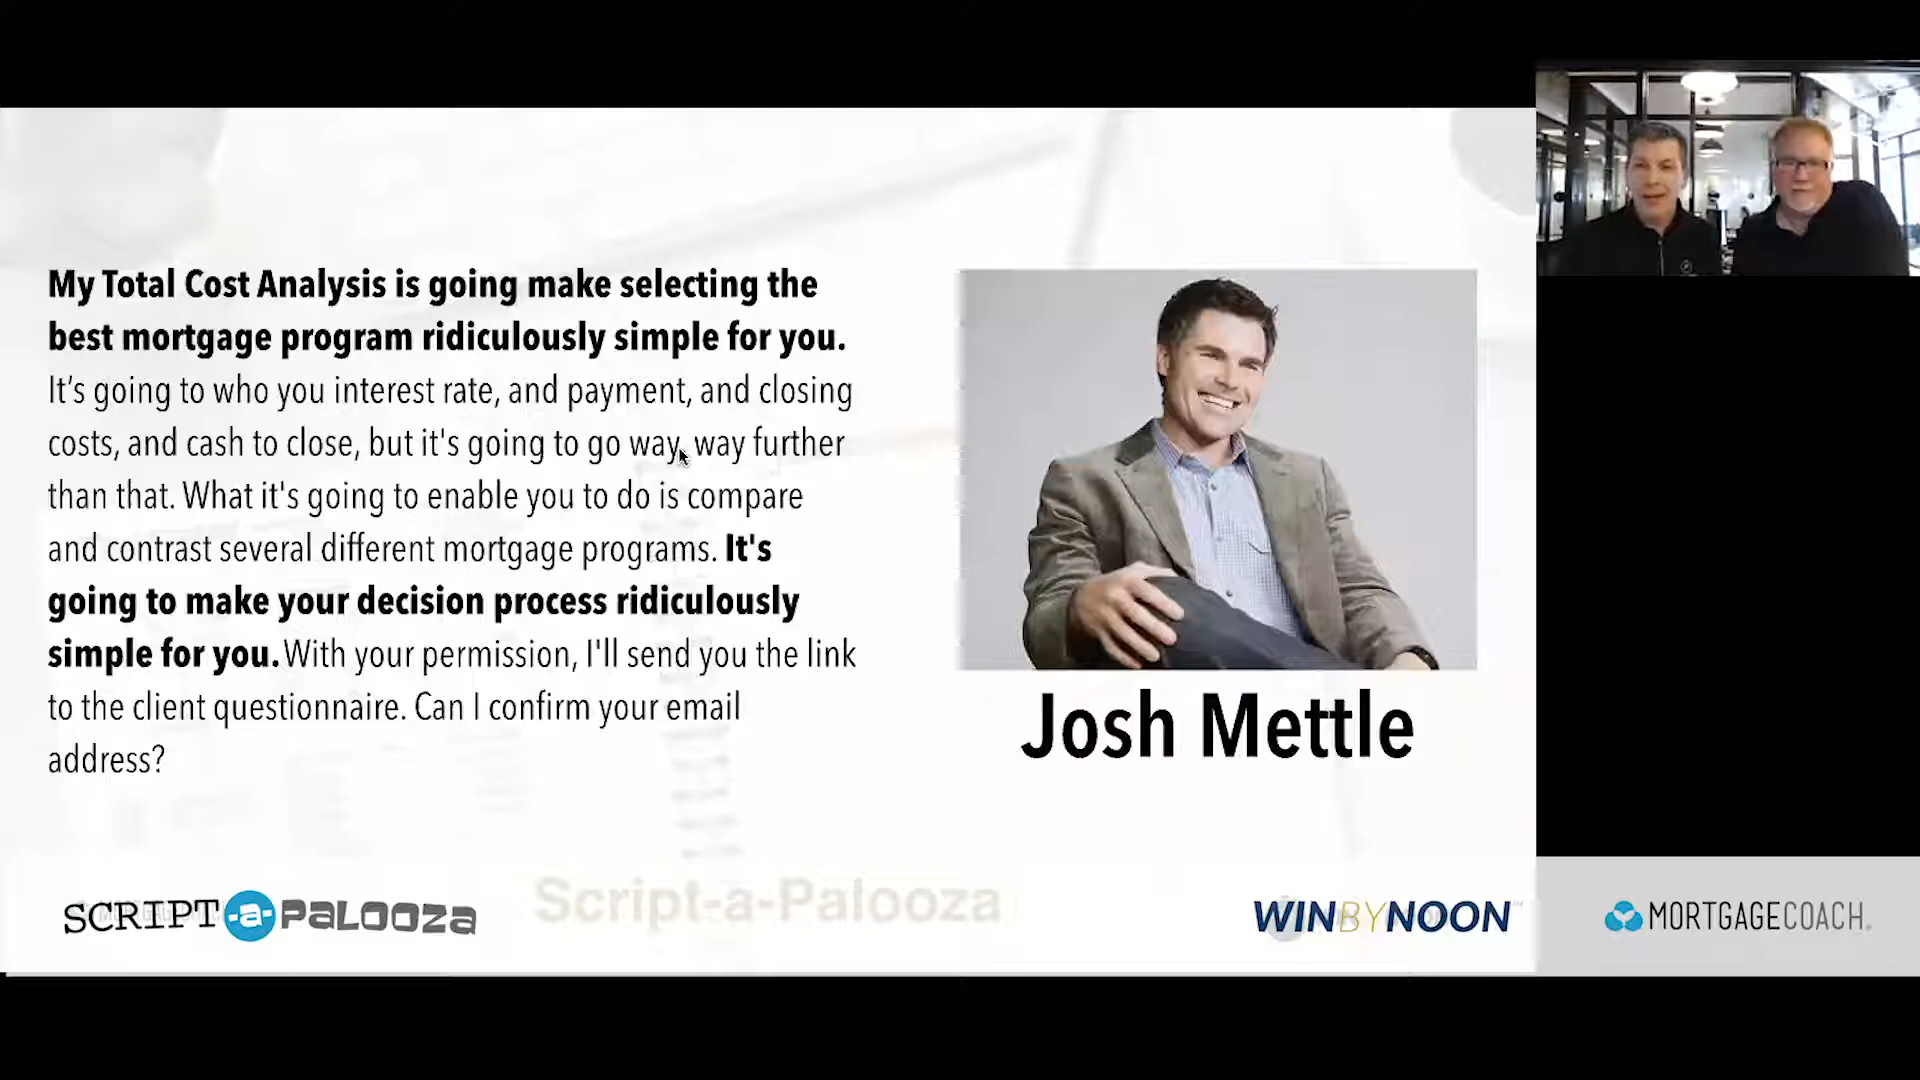 My Total Cost Analysis is going make selecting the
best mortgage program ridiculously simple for you.
It's going to who you interest rate, and payment, and closing
costs, and cash to close, but it's going to go way, way further
than that. What it's going to enable you to do is compare
and contrast several different mortgage programs. It's
going to make your decision process ridiculously
simple for you. With your permission, I'll send you the link
to the client questionnaire. Can I confirm your email
address?
Josh Mettle
SCRIPT-a-PALOOZA
Script-a-Palooza
WINBYNOON
MORTGAGECOACH